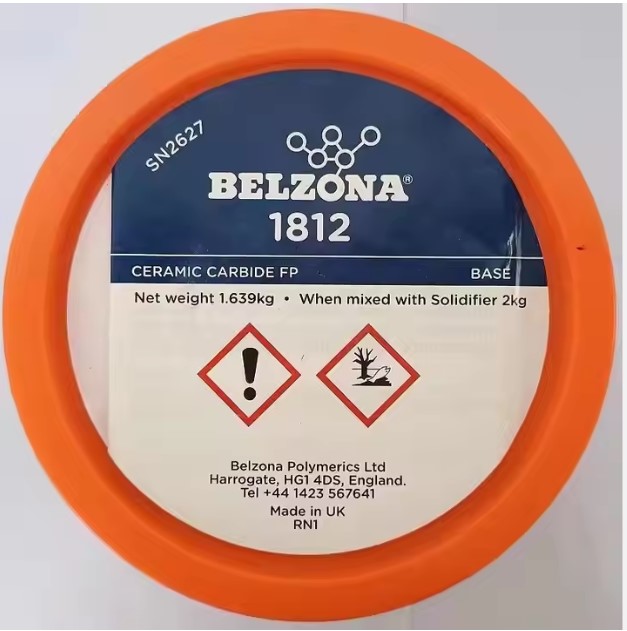 SN2627
BELZONA®
1812
CERAMIC CARBIDE FP BASE
Net weight 1.639kg • When mixed with Solidifier 2kg
Belzona Polymerics Ltd
Harrogate, HG1 4DS, England.
Tel +44 1423 567641
Made in UK
RN1